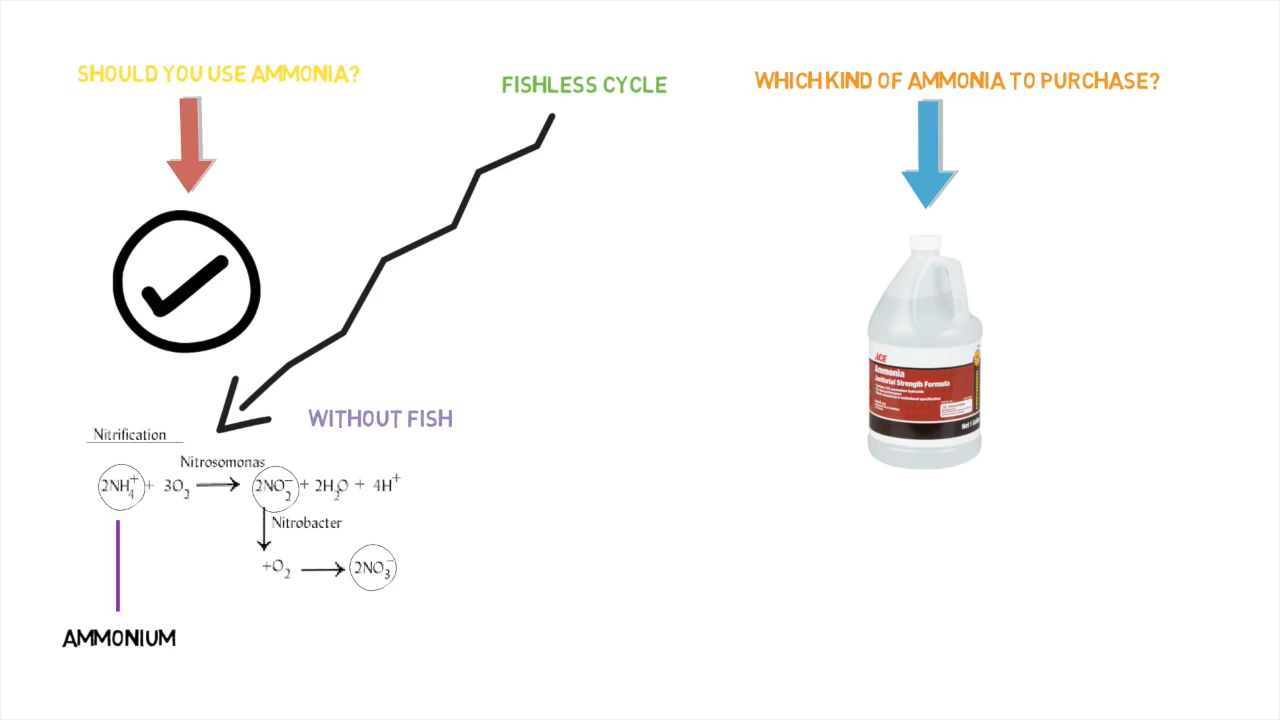 SHOULD YOU USE AMMONIA?
FISHLESS CYCLE
WHICH KIND OF AMMONIA TO PURCHASE?
ACE
Ammonia
Janitorial Strength Formula
WITHOUT FISH
Nitrification
Nitrosomonas
2NH₄⁺ + 3O₂ → 2NO₂⁻ + 2H₂O + 4H⁺
Nitrobacter
+O₂ → 2NO₃⁻
AMMONIUM